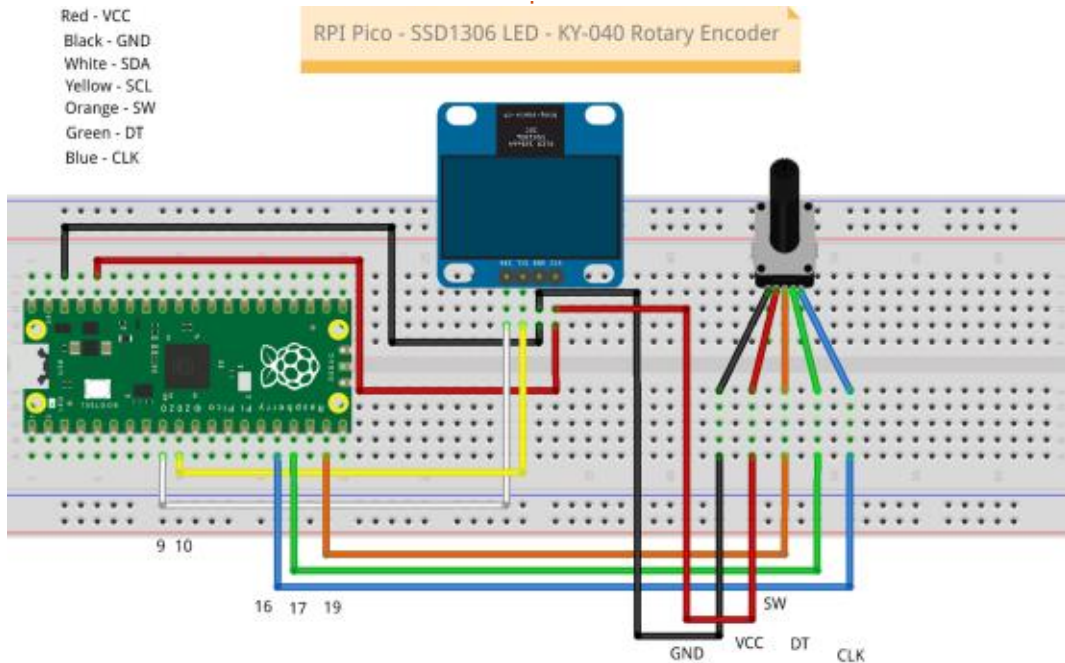 Red - VCC
Black - GND
White - SDA
Yellow - SCL
Orange - SW
Green - DT
Blue - CLK
RPI Pico - SSD1306 LED - KY-040 Rotary Encoder
Raspberry Pi Pico © 2020
BOOTSEL
9 10
16 17 19
SW
GND VCC DT CLK